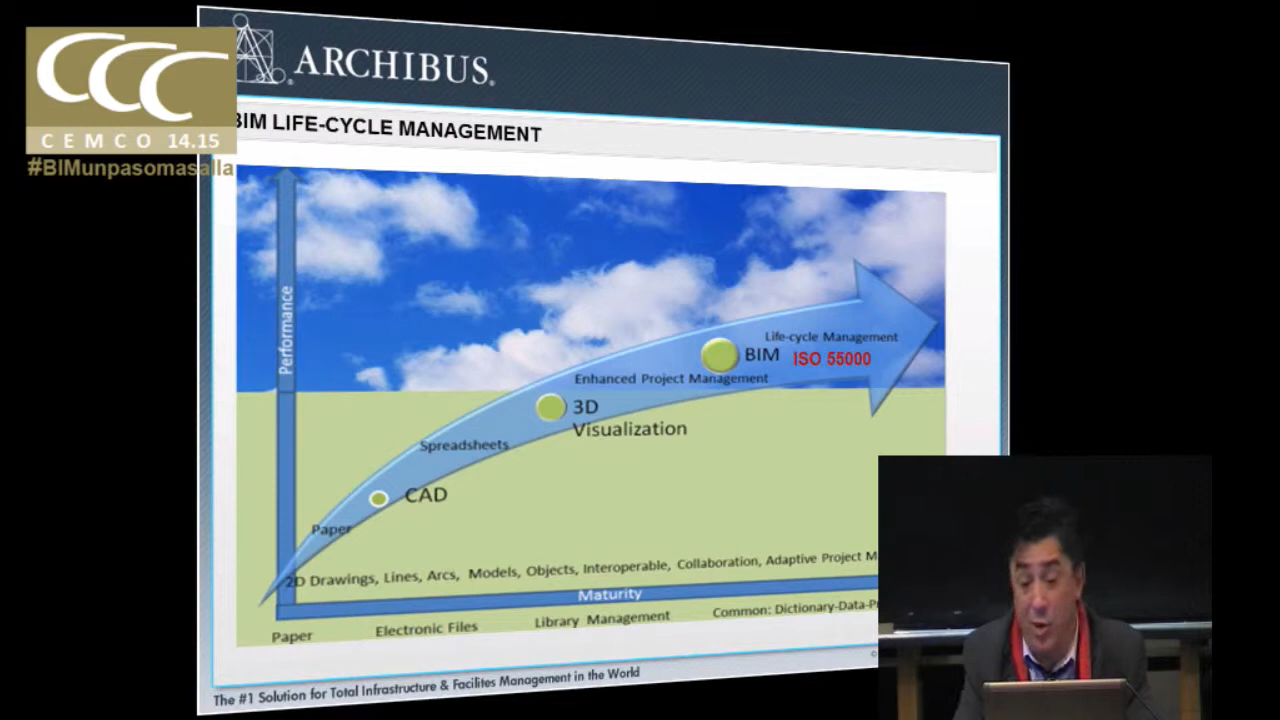 CCC
CEMCO 14.15
#BIMunpasomasalla
ARCHIBUS
BIM LIFE-CYCLE MANAGEMENT
Performance
Life-cycle Management
BIM ISO 55000
Enhanced Project Management
3D
Visualization
Spreadsheets
CAD
Paper
2D Drawings, Lines, Arcs, Models, Objects, Interoperable, Collaboration, Adaptive Project
Maturity
Paper Electronic Files Library Management Common: Dictionary-Data-
The #1 Solution for Total Infrastructure & Facilites Management in the World